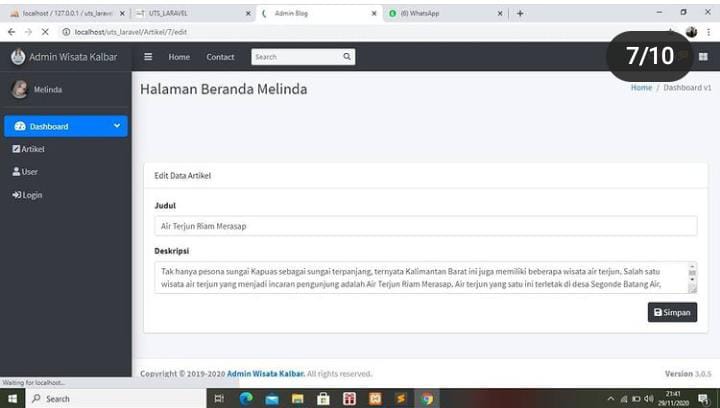 localhost / 127.0.0.1 / uts_larave
UTS_LARAVEL
Admin Blog
(6) WhatsApp
localhost/uts_laravel/Artikel/7/edit
Admin Wisata Kalbar
Home
Contact
Search
7/10
Melinda
Halaman Beranda Melinda
Home / Dashboard v1
Dashboard
Artikel
User
Login
Edit Data Artikel
Judul
Air Terjun Riam Merasap
Deskripsi
Tak hanya pesona sungai Kapuas sebagai sungai terpanjang, ternyata Kalimantan Barat ini juga memiliki beberapa wisata air terjun. Salah satu
wisata air terjun yang menjadi incaran pengunjung adalah Air Terjun Riam Merasap. Air terjun yang satu ini terletak di desa Segonde Batang Air,
Simpan
Copyright © 2019-2020 Admin Wisata Kalbar. All rights reserved.
Version 3.0.5
Waiting for localhost...
Search
21:41
29/11/2020